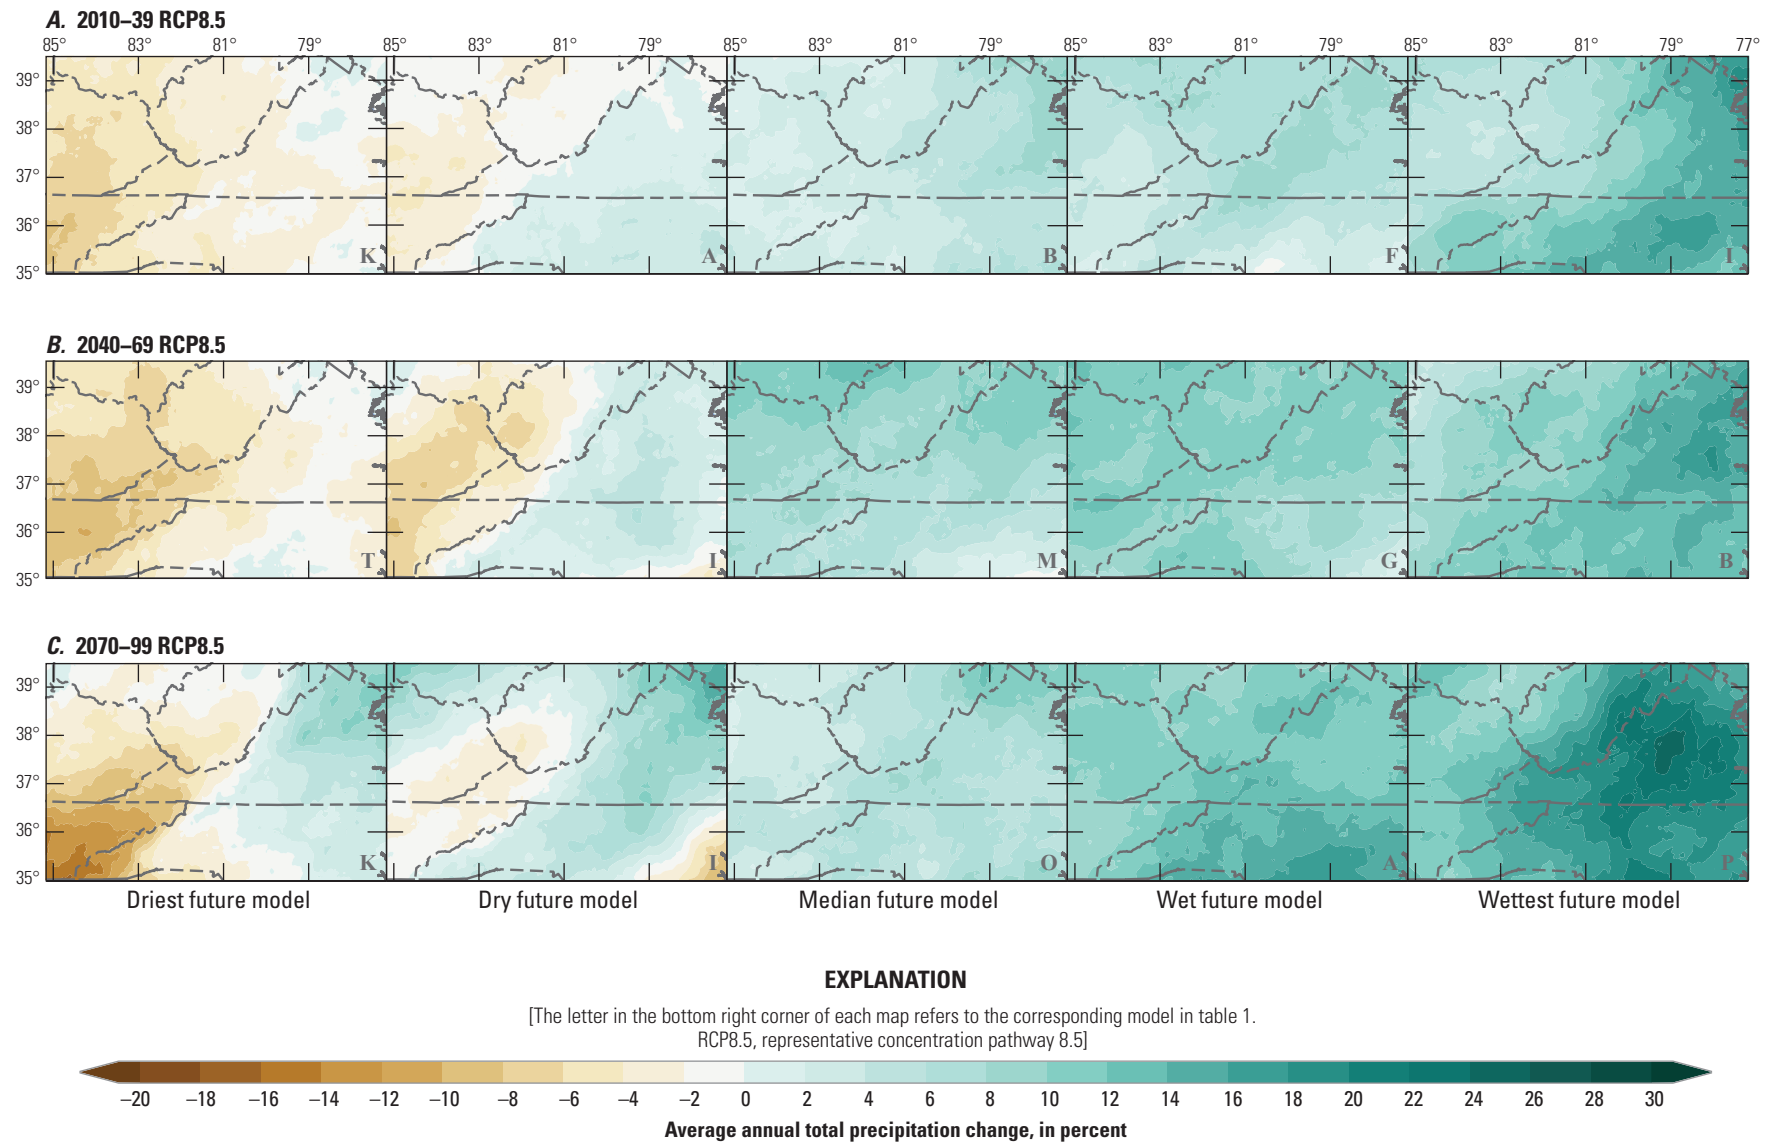 A. 2010–39 RCP8.5
85° 83° 81° 79° 85° 83° 81° 79° 85° 83° 81° 79° 85° 83° 81° 79° 85° 83° 81° 79° 77°
39°
38°
37°
36°
35°
K A B F I
B. 2040–69 RCP8.5
39°
38°
37°
36°
35°
T I M G B
C. 2070–99 RCP8.5
39°
38°
37°
36°
35°
K I O A P
Driest future model Dry future model Median future model Wet future model Wettest future model
EXPLANATION
[The letter in the bottom right corner of each map refers to the corresponding model in table 1.
RCP8.5, representative concentration pathway 8.5]
–20 –18 –16 –14 –12 –10 –8 –6 –4 –2 0 2 4 6 8 10 12 14 16 18 20 22 24 26 28 30
Average annual total precipitation change, in percent